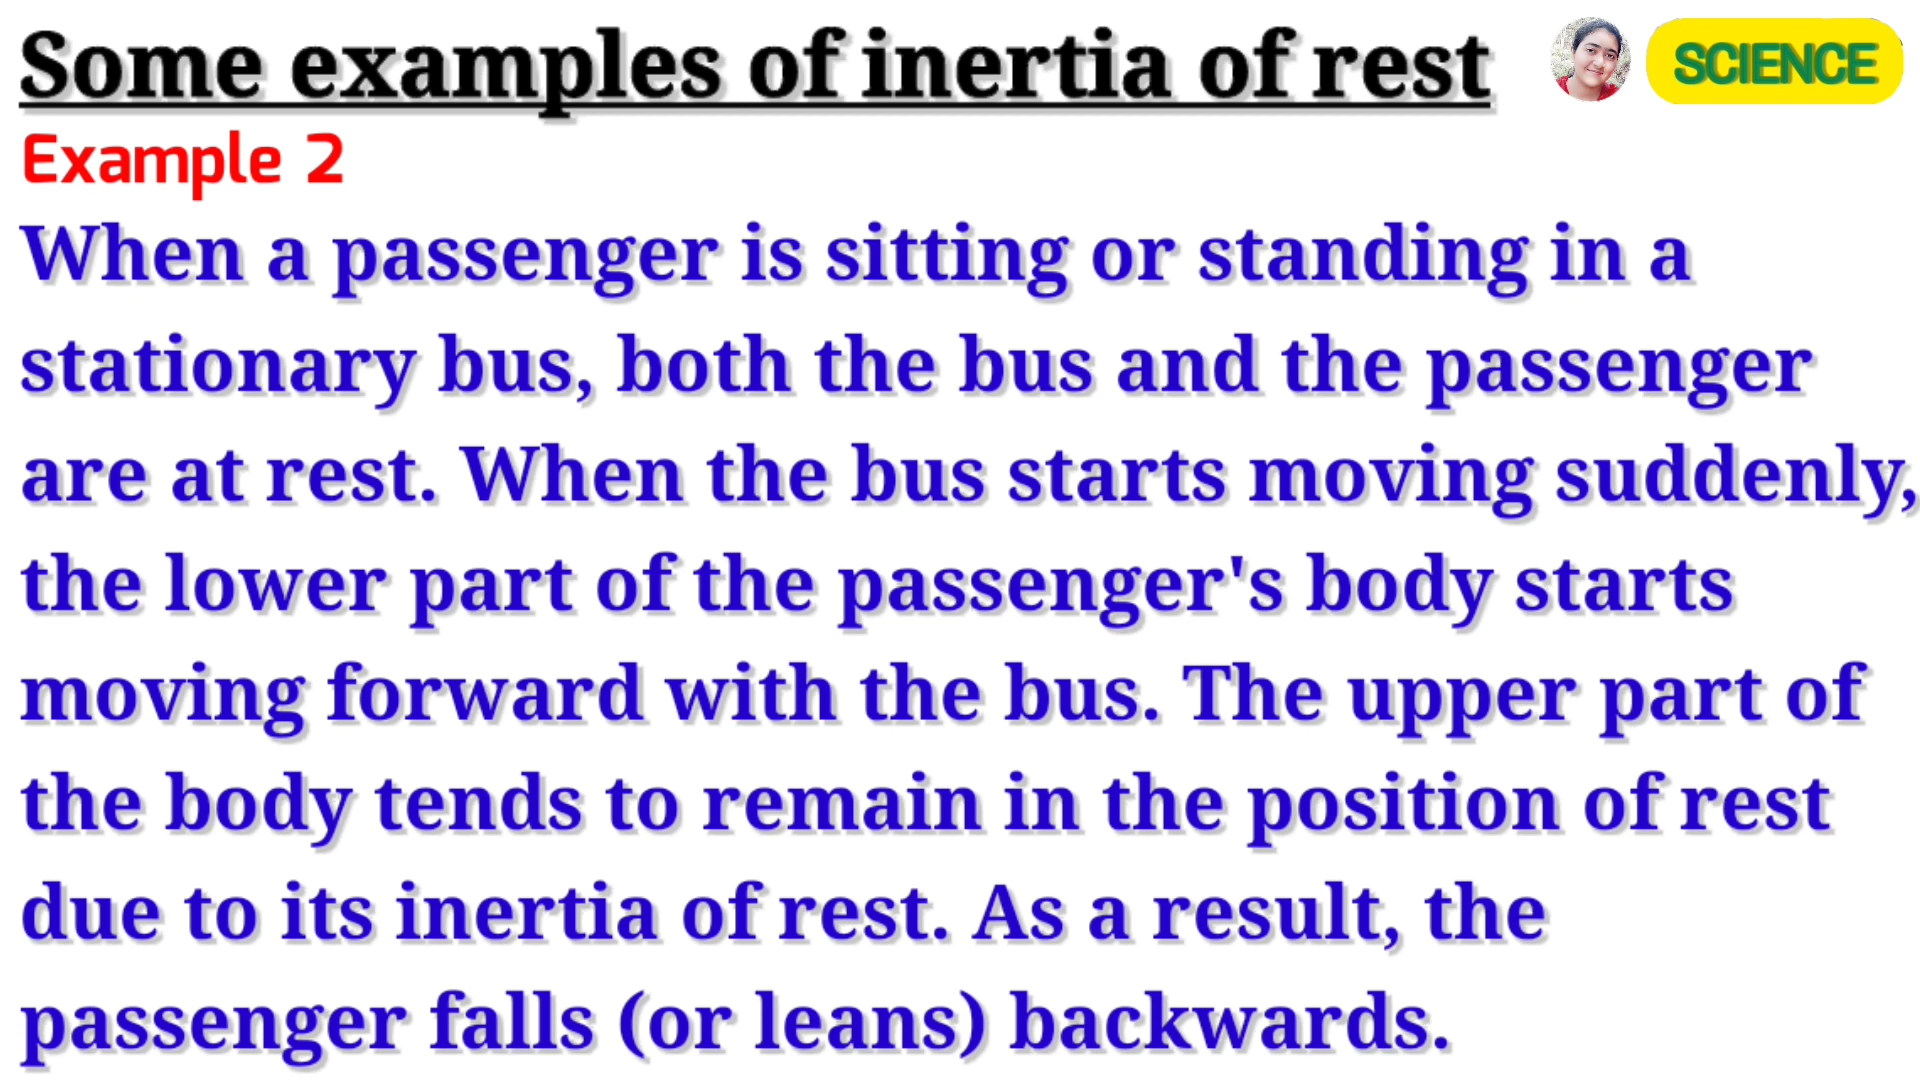 Some examples of inertia of rest
SCIENCE
Example 2
When a passenger is sitting or standing in a
stationary bus, both the bus and the passenger
are at rest. When the bus starts moving suddenly,
the lower part of the passenger's body starts
moving forward with the bus. The upper part of
the body tends to remain in the position of rest
due to its inertia of rest. As a result, the
passenger falls (or leans) backwards.